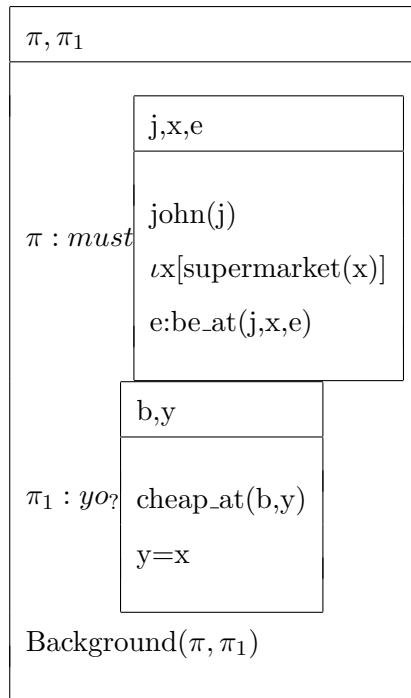 π, π₁
j,x,e
john(j)
π : must
ιx[supermarket(x)]
e:be_at(j,x,e)
b,y
π₁ : yo? cheap_at(b,y)
y=x
Background(π, π₁)